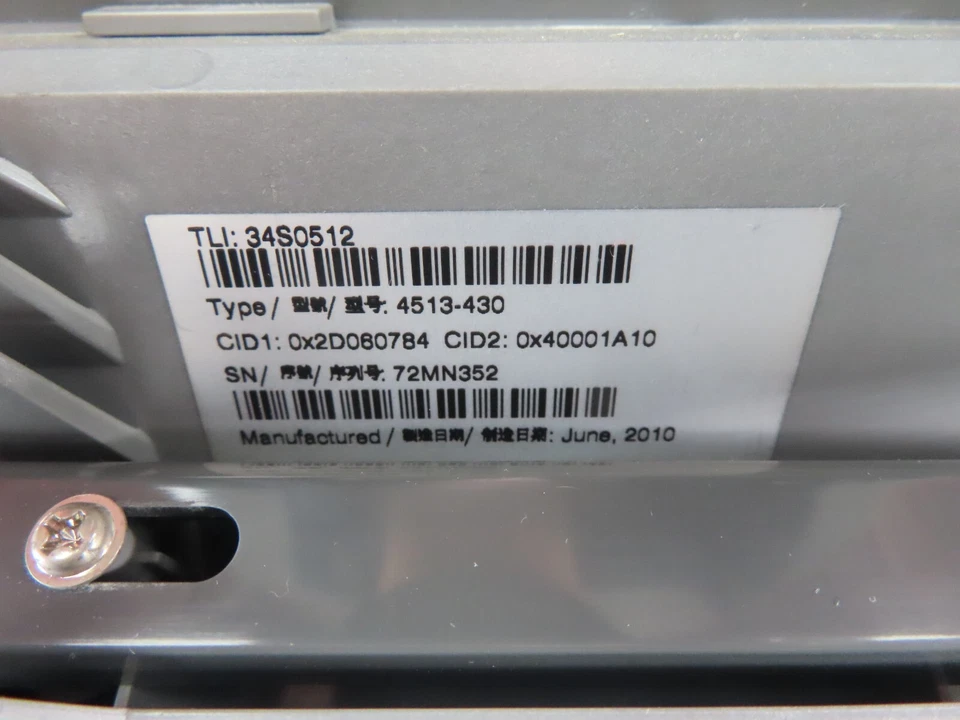 TLI: 34S0512
Type/ 型號/ 型号: 4513-430
CID1: 0x2D060784 CID2: 0x40001A10
SN/ 序號/ 序列号: 72MN352
Manufactured / 製造日期/ 制造日期: June, 2010